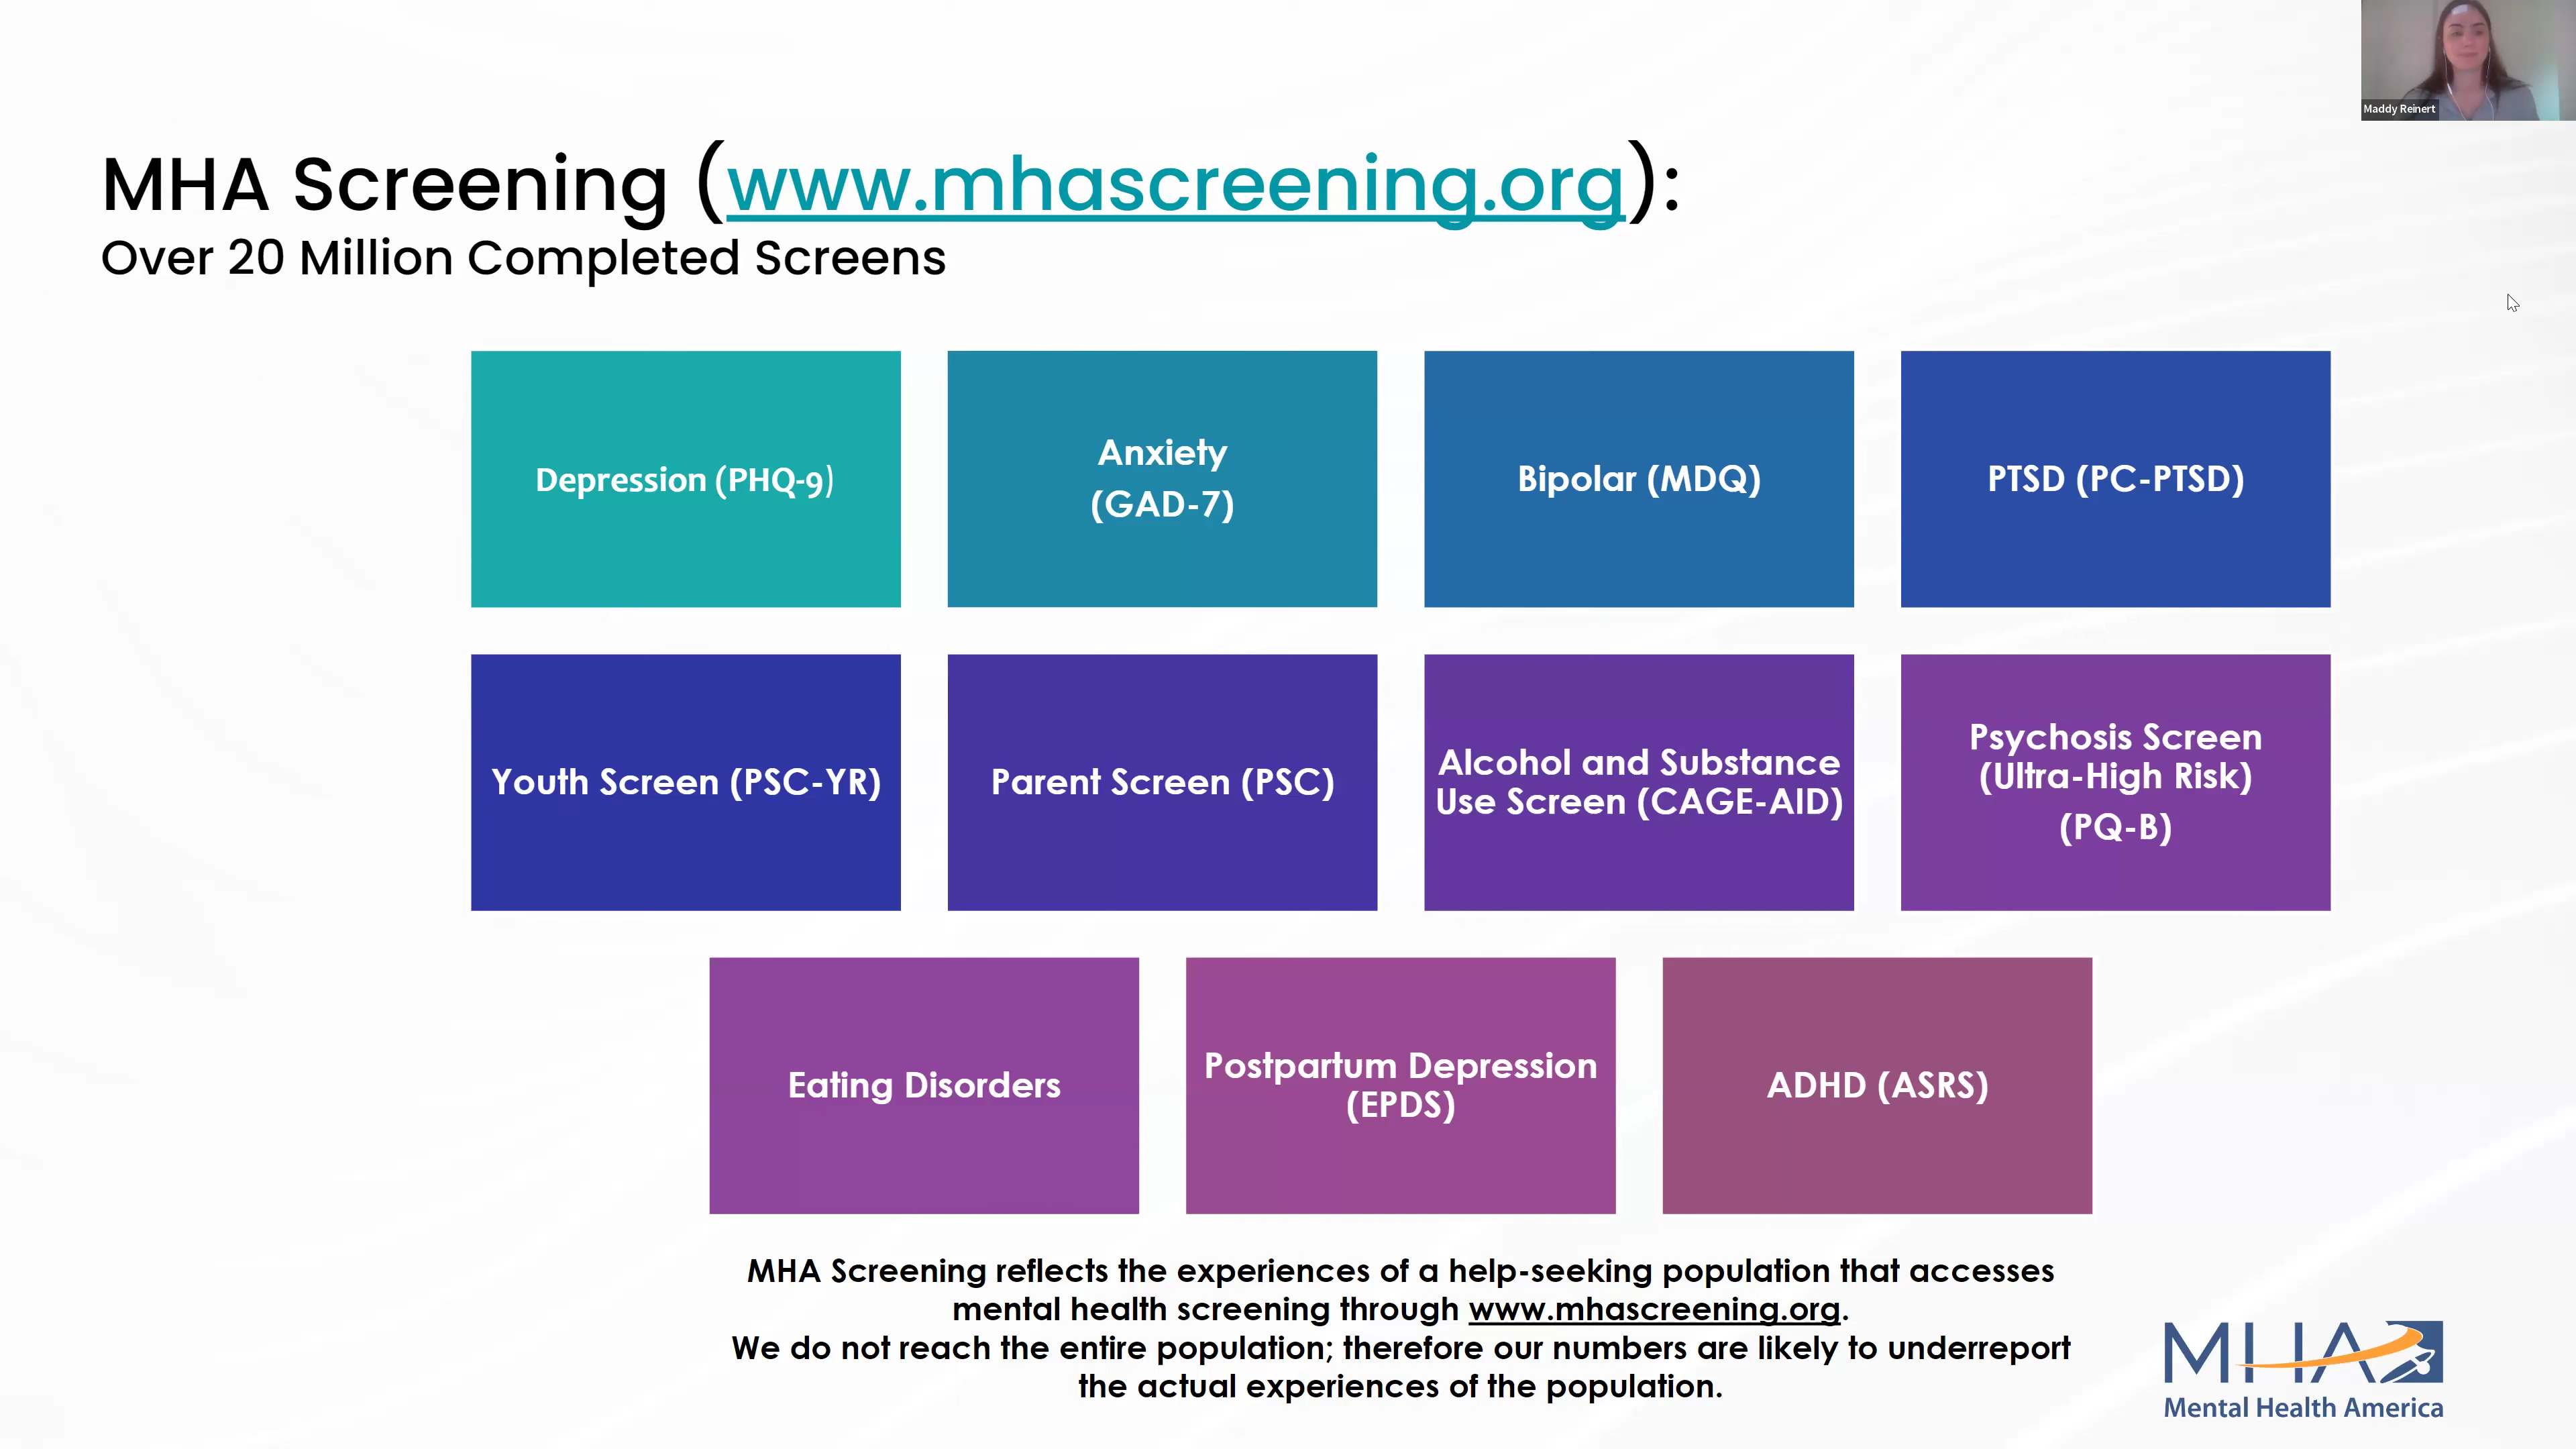 Maddy Reinert
MHA Screening (www.mhascreening.org):
Over 20 Million Completed Screens
Depression (PHQ-9)
Anxiety
(GAD-7)
Bipolar (MDQ)
PTSD (PC-PTSD)
Youth Screen (PSC-YR)
Parent Screen (PSC)
Alcohol and Substance
Use Screen (CAGE-AID)
Psychosis Screen
(Ultra-High Risk)
(PQ-B)
Eating Disorders
Postpartum Depression
(EPDS)
ADHD (ASRS)
MHA Screening reflects the experiences of a help-seeking population that accesses
mental health screening through www.mhascreening.org.
We do not reach the entire population; therefore our numbers are likely to underreport
the actual experiences of the population.
MHA
Mental Health America